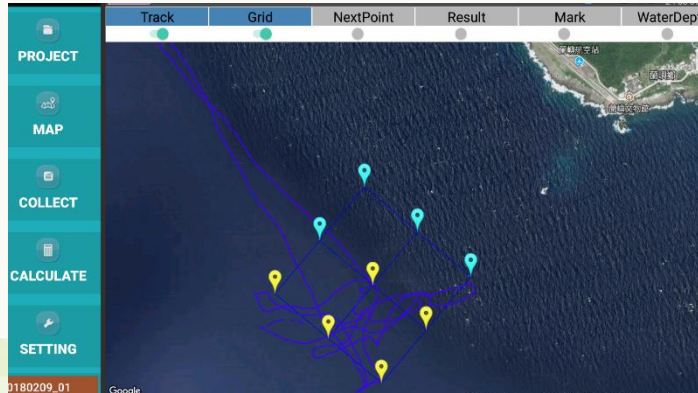 Track Grid NextPoint Result Mark WaterDep
PROJECT
MAP
COLLECT
CALCULATE
SETTING
0180209_01
Google